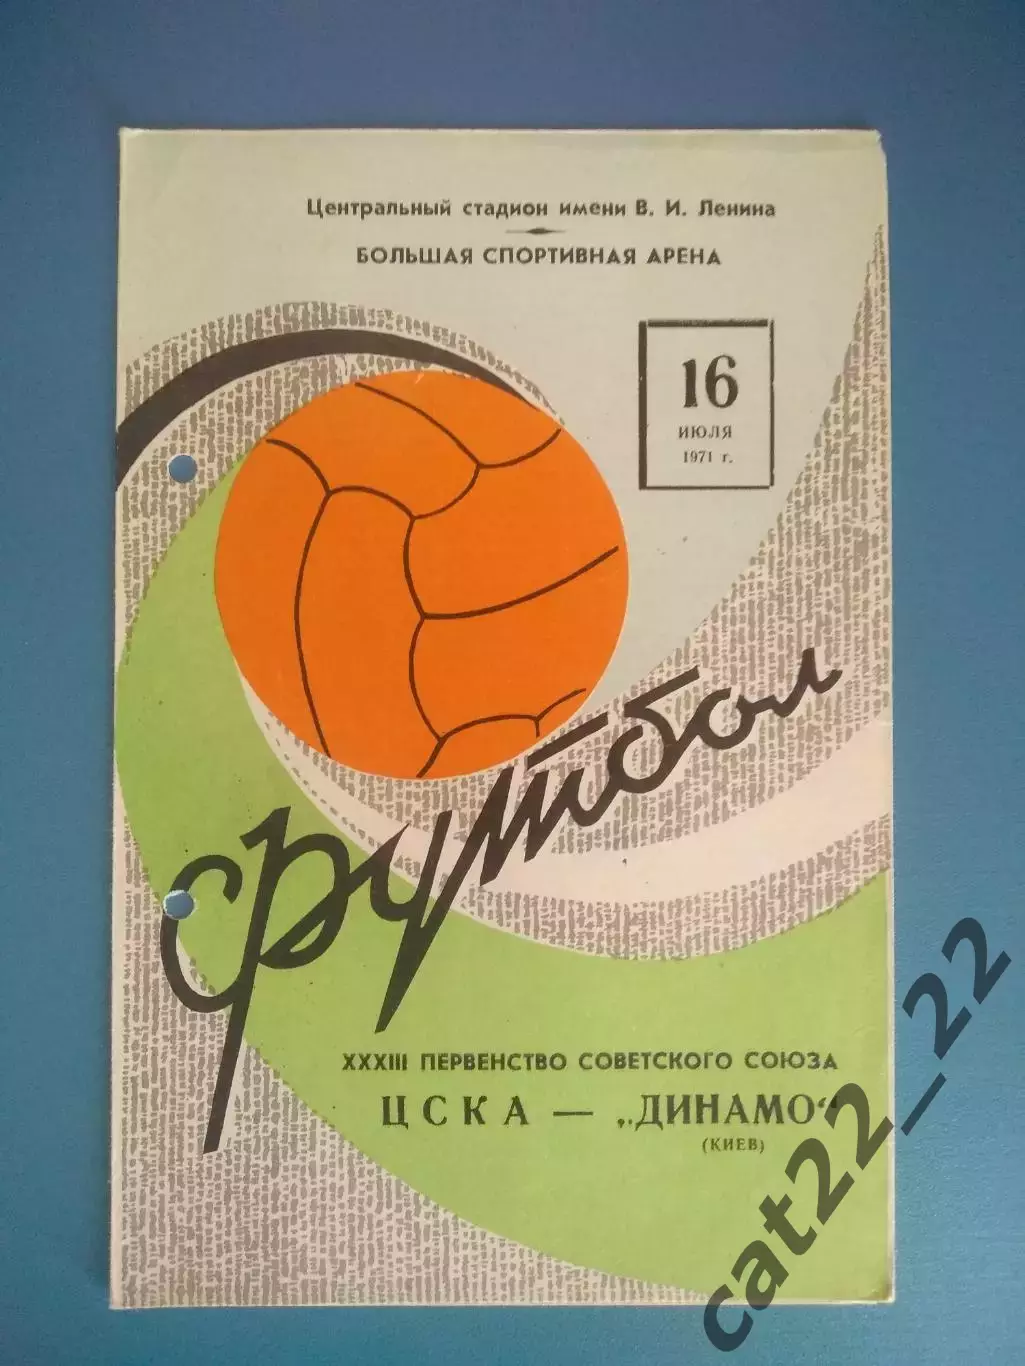 Центральный стадион имени В. И. Ленина
БОЛЬШАЯ СПОРТИВНАЯ АРЕНА
16
ИЮЛЯ
1971 г.
футбол
XXXIII ПЕРВЕНСТВО СОВЕТСКОГО СОЮЗА
ЦСКА — „ДИНАМО“
(КИЕВ)
cat22_22